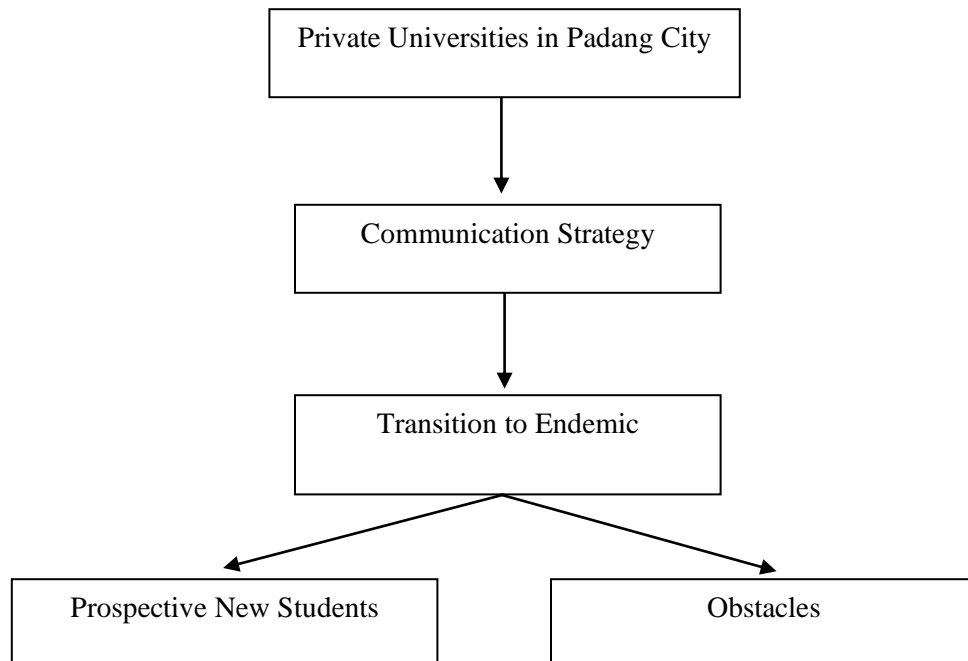 Private Universities in Padang City
Communication Strategy
Transition to Endemic
Prospective New Students
Obstacles